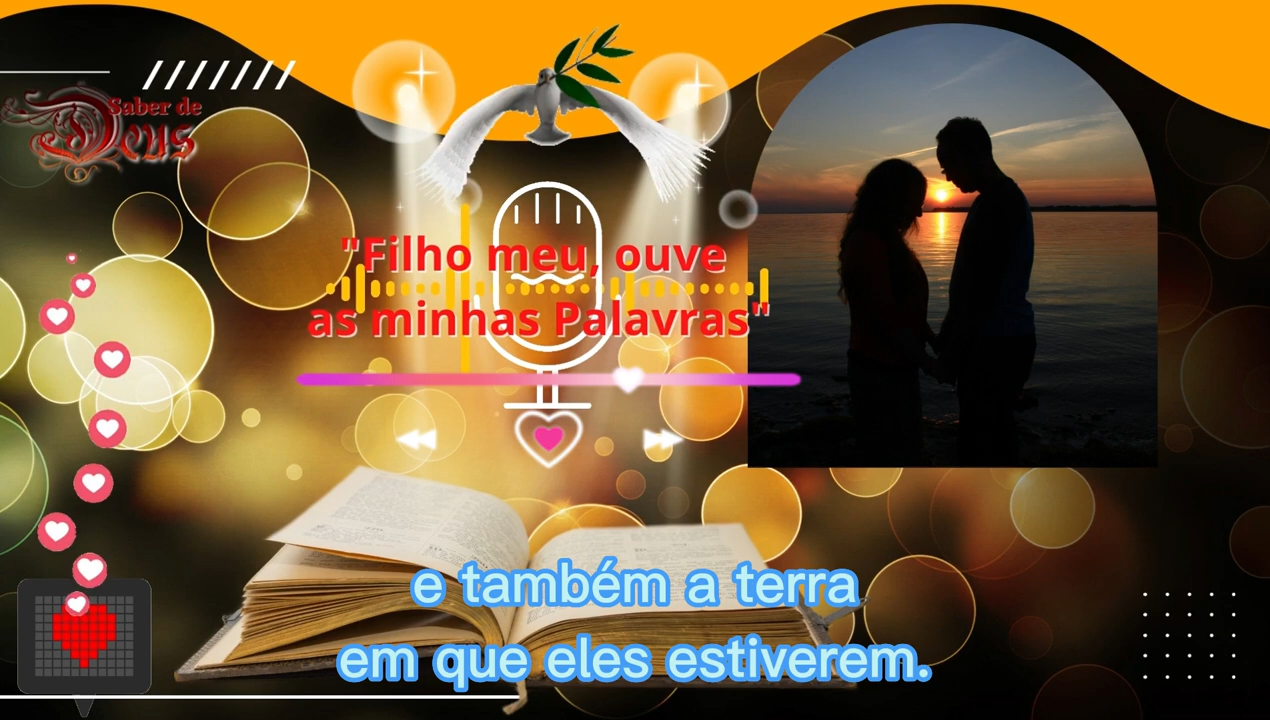 Saber de
Deus
"Filho meu, ouve
as minhas Palavras"
e também a terra
em que eles estiverem.